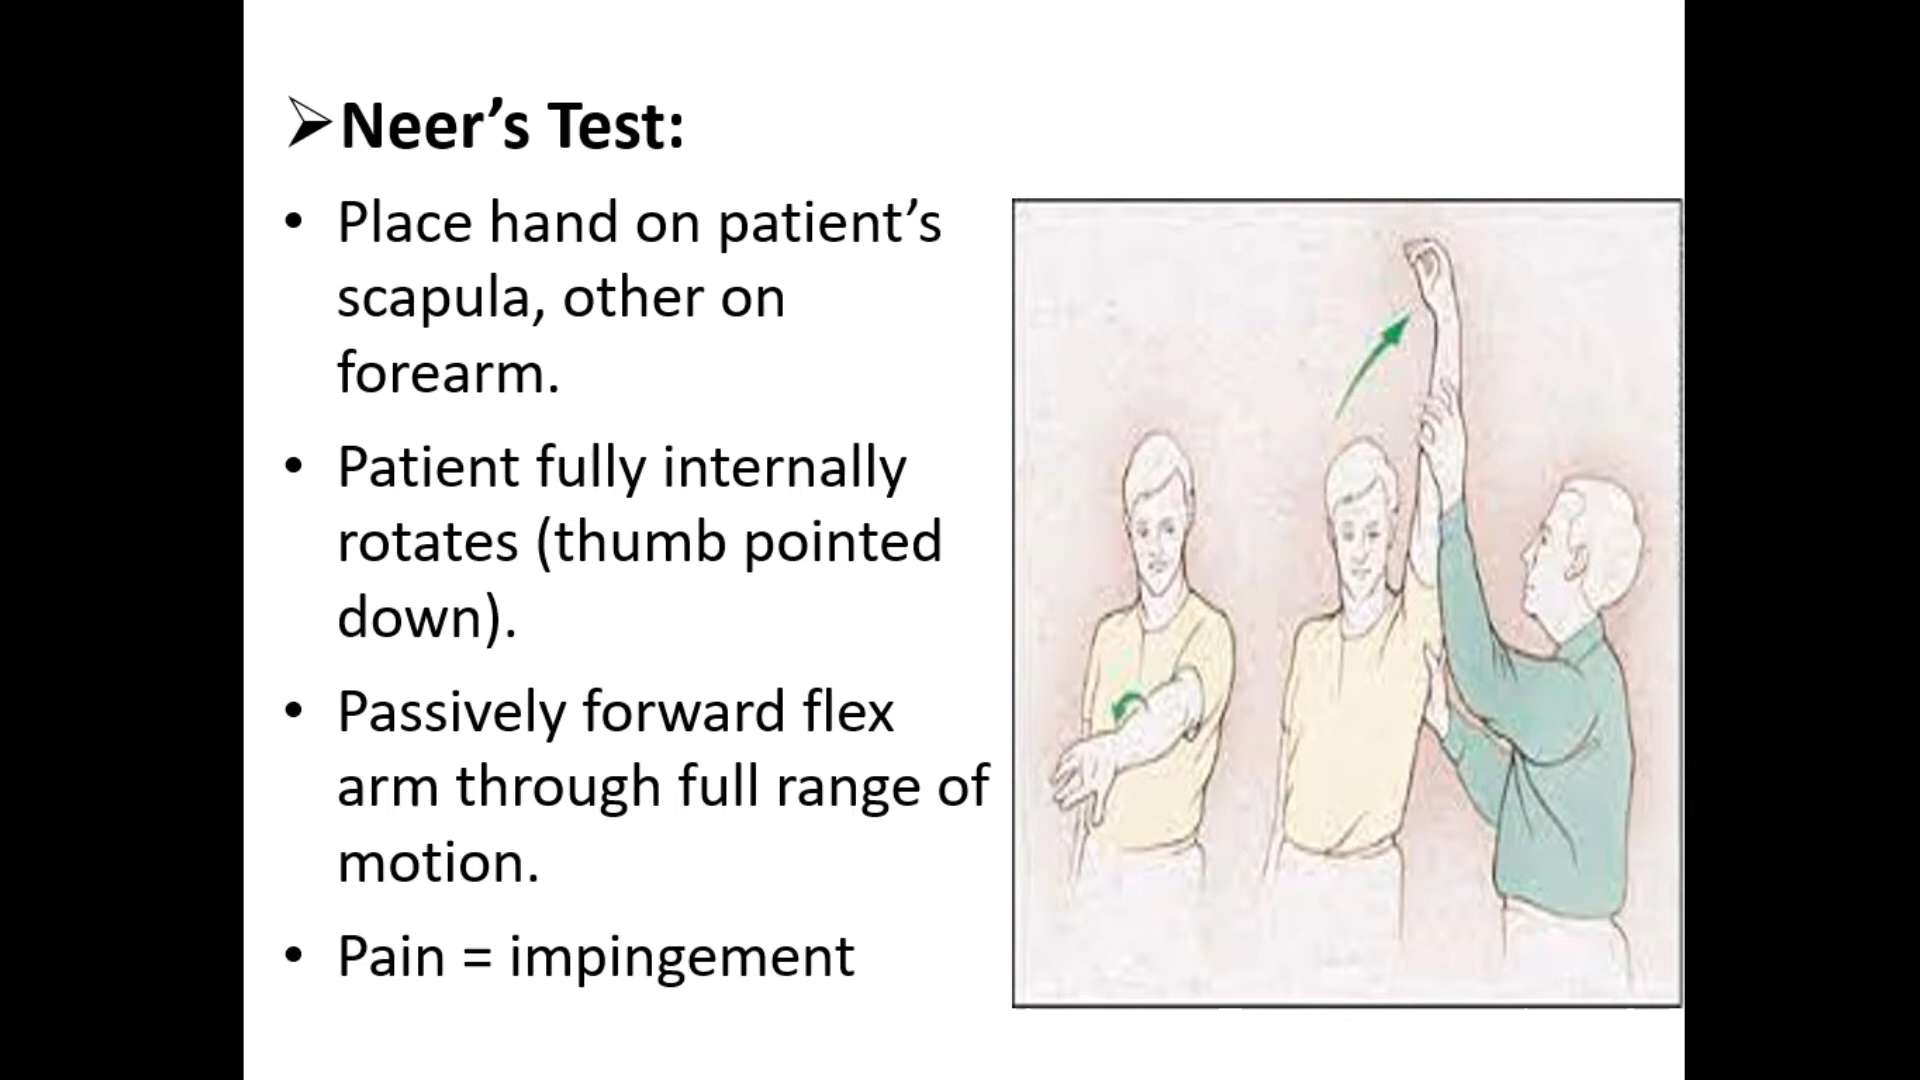 ➢Neer’s Test:
• Place hand on patient’s
scapula, other on
forearm.
• Patient fully internally
rotates (thumb pointed
down).
• Passively forward flex
arm through full range of
motion.
• Pain = impingement